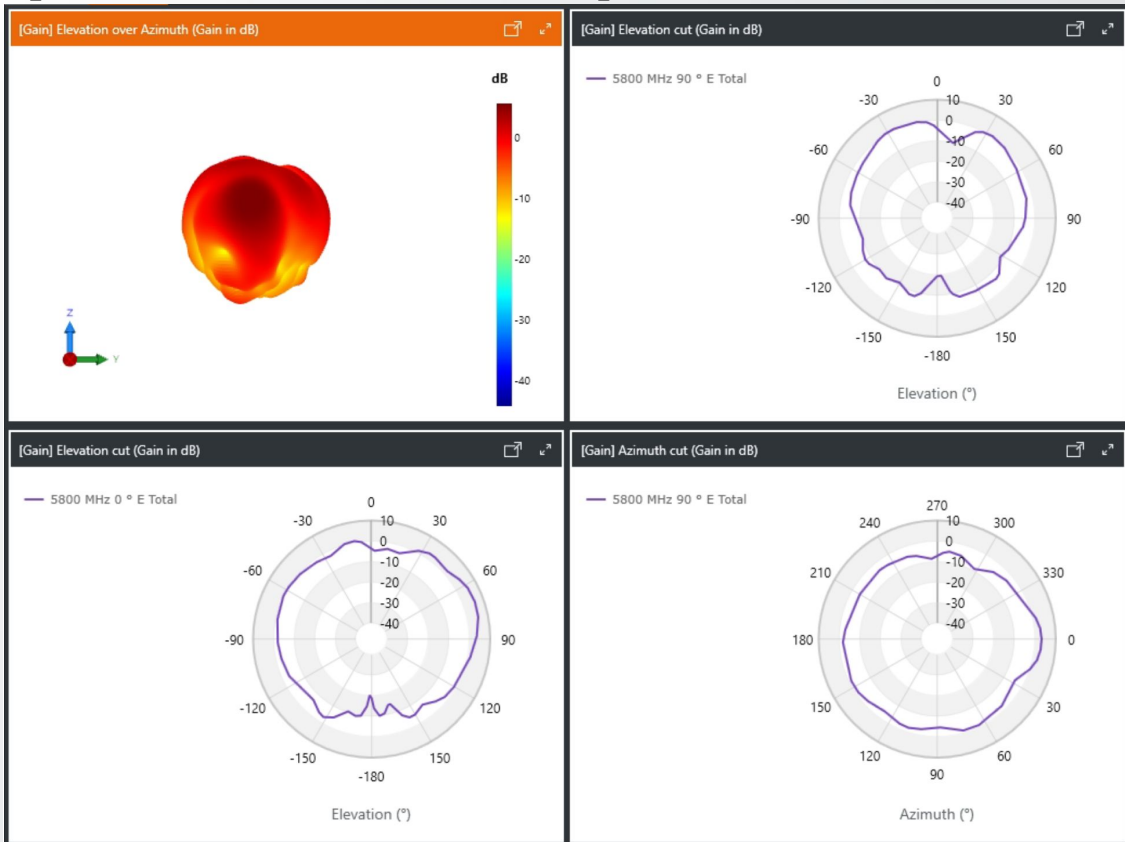 [Gain] Elevation over Azimuth (Gain in dB)
dB
0
-10
-20
-30
-40
Z
Y
[Gain] Elevation cut (Gain in dB)
5800 MHz 90 ° E Total
0
-30 10 30
0
-60 -10 60
-20
-30
-40
-90 90
-120 120
-150 150
-180
Elevation (°)
[Gain] Elevation cut (Gain in dB)
5800 MHz 0 ° E Total
0
-30 10 30
0
-60 -10 60
-20
-30
-40
-90 90
-120 120
-150 150
-180
Elevation (°)
[Gain] Azimuth cut (Gain in dB)
5800 MHz 90 ° E Total
270
240 10 300
0
210 -10 330
-20
-30
-40
180 0
150 30
120 60
90
Azimuth (°)